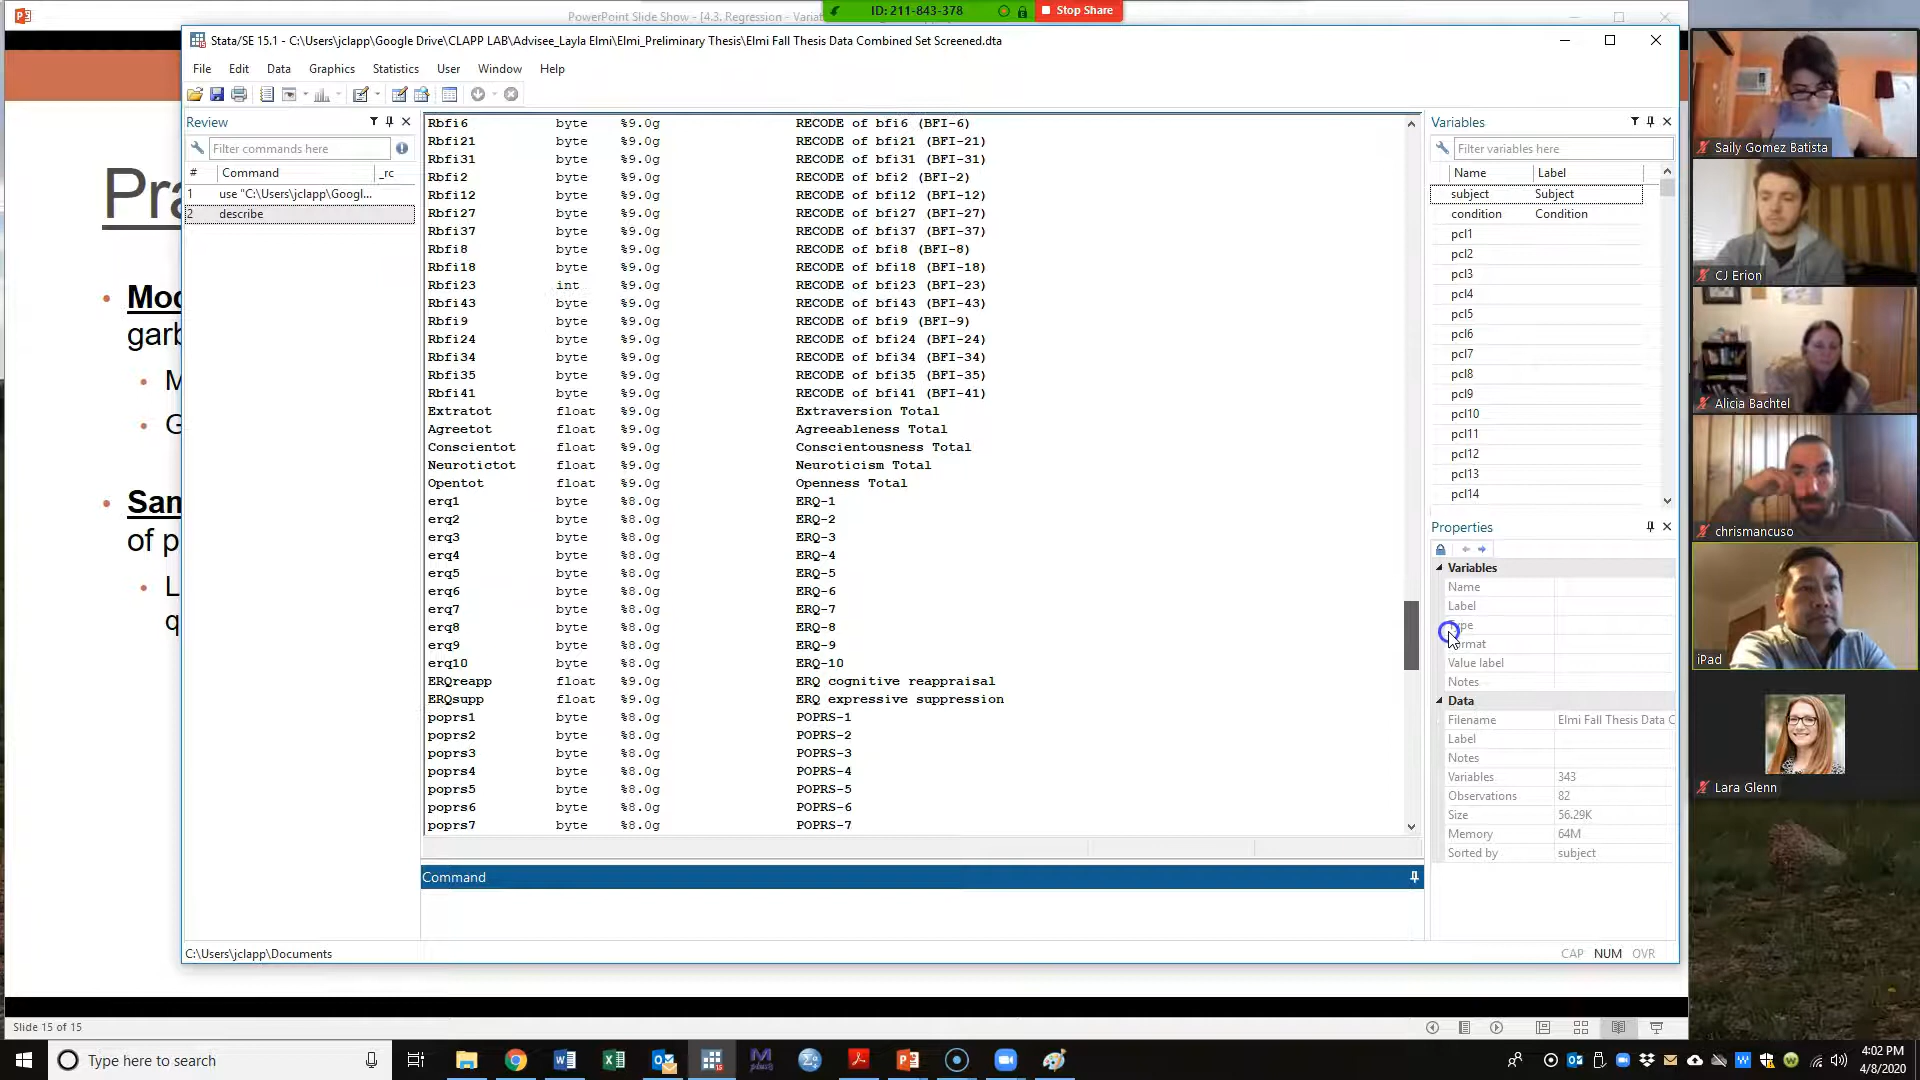 PowerPoint Slide Show - [4.3. Regression - Varia
ID: 211-843-378
Stop Share
Stata/SE 15.1 - C:\Users\jclapp\Google Drive\CLAPP LAB\Advisee_Layla Elmi\Elmi_Preliminary Thesis\Elmi Fall Thesis Data Combined Set Screened.dta
File Edit Data Graphics Statistics User Window Help
Review
Filter commands here
# Command _rc
1 use "C:\Users\jclapp\Googl...
2 describe
Pra
Mod
garb
M
G
Sam
of p
L
q
Rbfi6 byte %9.0g RECODE of bfi6 (BFI-6)
Rbfi21 byte %9.0g RECODE of bfi21 (BFI-21)
Rbfi31 byte %9.0g RECODE of bfi31 (BFI-31)
Rbfi2 byte %9.0g RECODE of bfi2 (BFI-2)
Rbfi12 byte %9.0g RECODE of bfi12 (BFI-12)
Rbfi27 byte %9.0g RECODE of bfi27 (BFI-27)
Rbfi37 byte %9.0g RECODE of bfi37 (BFI-37)
Rbfi8 byte %9.0g RECODE of bfi8 (BFI-8)
Rbfi18 byte %9.0g RECODE of bfi18 (BFI-18)
Rbfi23 int %9.0g RECODE of bfi23 (BFI-23)
Rbfi43 byte %9.0g RECODE of bfi43 (BFI-43)
Rbfi9 byte %9.0g RECODE of bfi9 (BFI-9)
Rbfi24 byte %9.0g RECODE of bfi24 (BFI-24)
Rbfi34 byte %9.0g RECODE of bfi34 (BFI-34)
Rbfi35 byte %9.0g RECODE of bfi35 (BFI-35)
Rbfi41 byte %9.0g RECODE of bfi41 (BFI-41)
Extratot float %9.0g Extraversion Total
Agreetot float %9.0g Agreeableness Total
Conscientot float %9.0g Conscientousness Total
Neurotictot float %9.0g Neuroticism Total
Opentot float %9.0g Openness Total
erq1 byte %8.0g ERQ-1
erq2 byte %8.0g ERQ-2
erq3 byte %8.0g ERQ-3
erq4 byte %8.0g ERQ-4
erq5 byte %8.0g ERQ-5
erq6 byte %8.0g ERQ-6
erq7 byte %8.0g ERQ-7
erq8 byte %8.0g ERQ-8
erq9 byte %8.0g ERQ-9
erq10 byte %8.0g ERQ-10
ERQreapp float %9.0g ERQ cognitive reappraisal
ERQsupp float %9.0g ERQ expressive suppression
poprs1 byte %8.0g POPRS-1
poprs2 byte %8.0g POPRS-2
poprs3 byte %8.0g POPRS-3
poprs4 byte %8.0g POPRS-4
poprs5 byte %8.0g POPRS-5
poprs6 byte %8.0g POPRS-6
poprs7 byte %8.0g POPRS-7
Command
C:\Users\jclapp\Documents
CAP NUM OVR
Variables
Filter variables here
Name Label
subject Subject
condition Condition
pcl1
pcl2
pcl3
pcl4
pcl5
pcl6
pcl7
pcl8
pcl9
pcl10
pcl11
pcl12
pcl13
pcl14
Properties
Variables
Name
Label
Type
Format
Value label
Notes
Data
Filename Elmi Fall Thesis Data C
Label
Notes
Variables 343
Observations 82
Size 56.29K
Memory 64M
Sorted by subject
Saily Gomez Batista
CJ Erion
Alicia Bachtel
chrismancuso
iPad
Lara Glenn
Slide 15 of 15
Type here to search
4:02 PM
4/8/2020